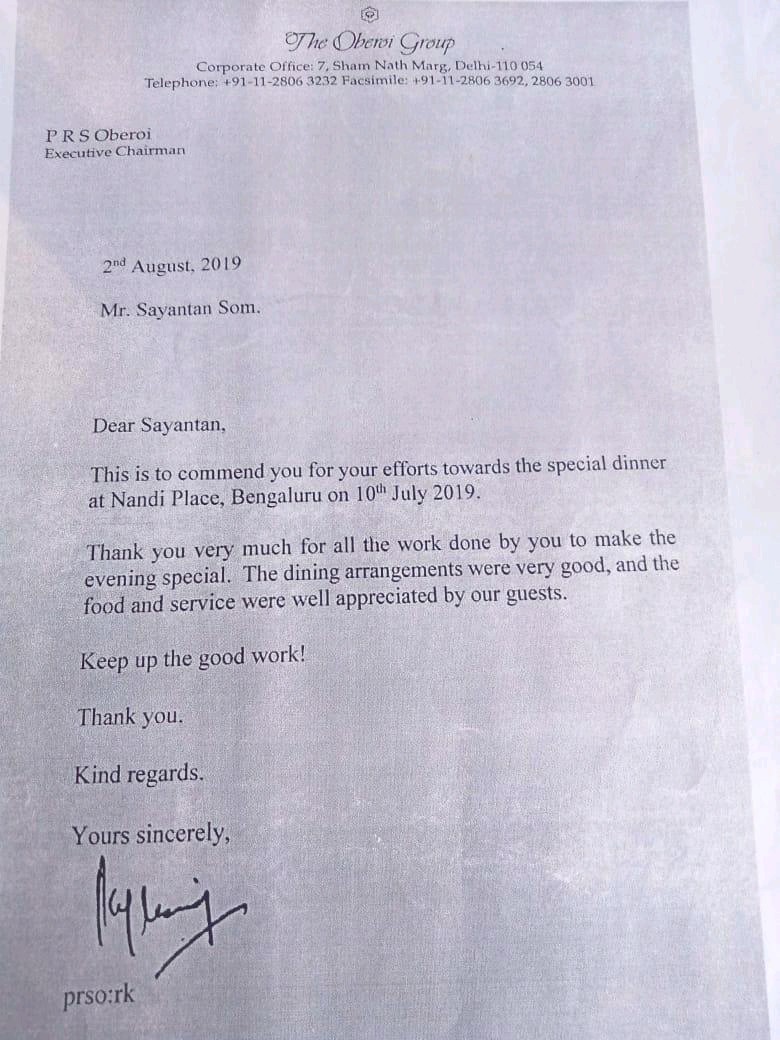 The Oberoi Group
Corporate Office: 7, Sham Nath Marg, Delhi-110 054
Telephone: +91-11-2806 3232 Facsimile: +91-11-2806 3692, 2806 3001
P R S Oberoi
Executive Chairman
2nd August, 2019
Mr. Sayantan Som.
Dear Sayantan,
This is to commend you for your efforts towards the special dinner
at Nandi Place, Bengaluru on 10th July 2019.
Thank you very much for all the work done by you to make the
evening special. The dining arrangements were very good, and the
food and service were well appreciated by our guests.
Keep up the good work!
Thank you.
Kind regards.
Yours sincerely,
prso:rk